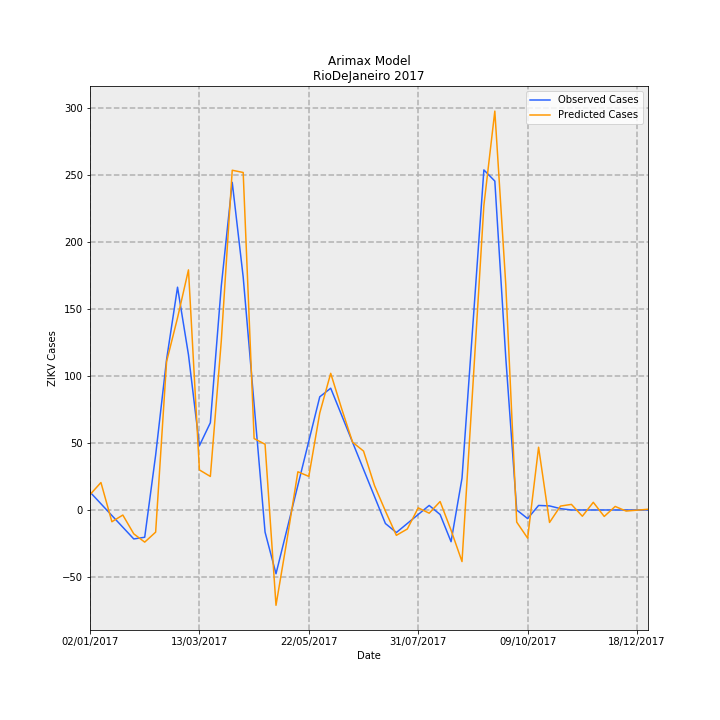 Arimax Model
RioDeJaneiro 2017
Observed Cases
Predicted Cases
ZIKV Cases
300
250
200
150
100
50
0
−50
02/01/2017 13/03/2017 22/05/2017 31/07/2017 09/10/2017 18/12/2017
Date